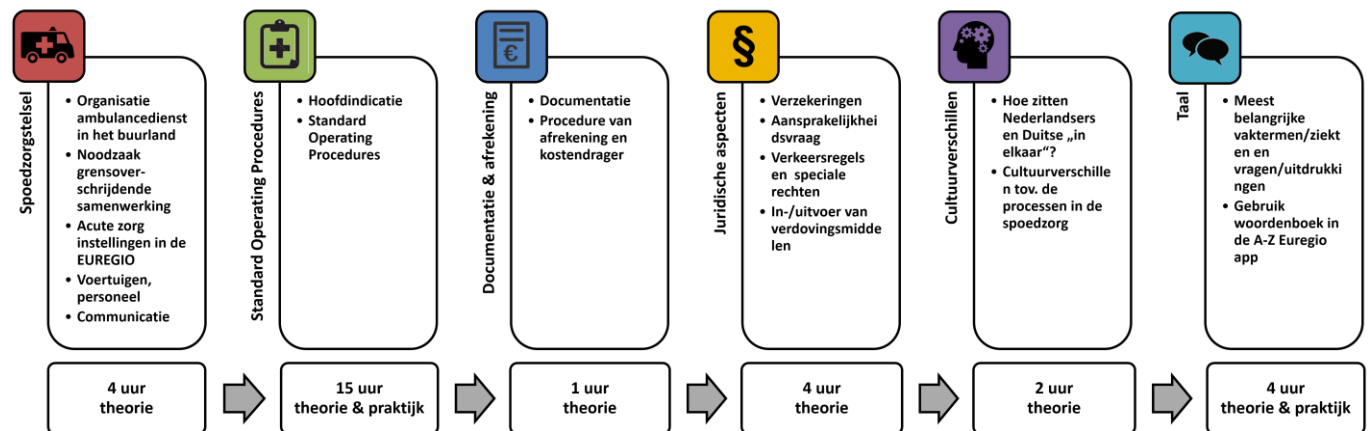 Spoedzorgstelsel
• Organisatie
ambulancedienst
in het buurland
• Noodzaak
grensover-
schrijdende
samenwerking
• Acute zorg
instellingen in de
EUREGIO
• Voertuigen,
personeel
• Communicatie
4 uur
theorie
Standard Operating Procedures
• Hoofdindicatie
• Standard
Operating
Procedures
15 uur
theorie & praktijk
€
Documentatie & afrekening
• Documentatie
• Procedure van
afrekening en
kostendrager
1 uur
theorie
§
Juridische aspecten
• Verzekeringen
• Aansprakelijkhei
dsvraag
• Verkeersregels
en speciale
rechten
• In-/uitvoer van
verdovingsmidde
len
4 uur
theorie
Cultuurverschillen
• Hoe zitten
Nederlandsers
en Duitse „in
elkaar“?
• Cultuurverschille
n tov. de
processen in de
spoedzorg
2 uur
theorie
Taal
• Meest
belangrijke
vaktermen/ziekt
en en
vragen/uitdrukki
ngen
• Gebruik
woordenboek in
de A-Z Euregio
app
4 uur
theorie & praktijk